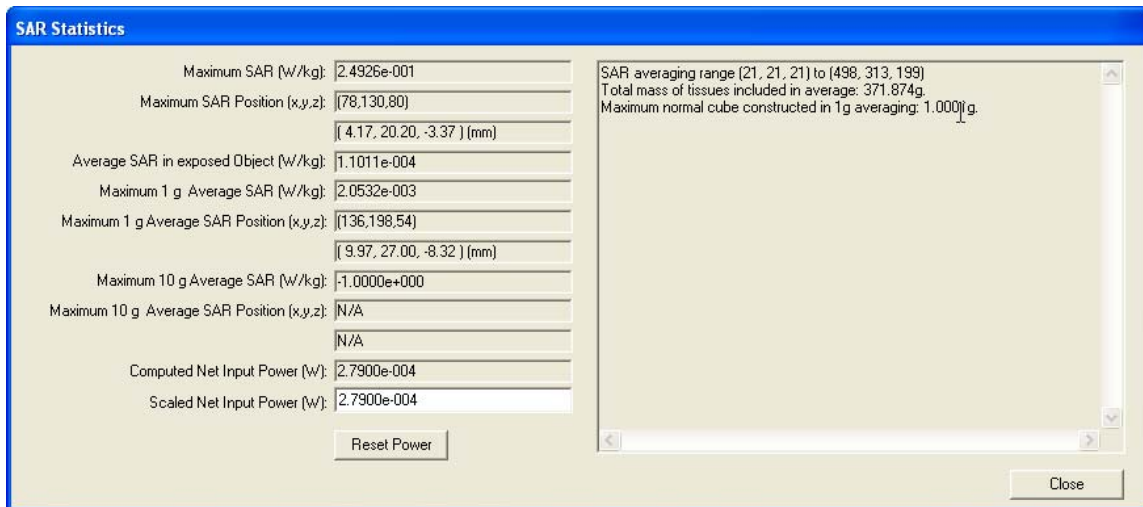 SAR Statistics
Maximum SAR (W/kg): 2.4926e-001
Maximum SAR Position (x,y,z): (78,130,80)
( 4.17, 20.20, -3.37 ) (mm)
Average SAR in exposed Object (W/kg): 1.1011e-004
Maximum 1 g Average SAR (W/kg): 2.0532e-003
Maximum 1 g Average SAR Position (x,y,z): (136,198,54)
( 9.97, 27.00, -8.32 ) (mm)
Maximum 10 g Average SAR (W/kg): -1.0000e+000
Maximum 10 g Average SAR Position (x,y,z): N/A
N/A
Computed Net Input Power (W): 2.7900e-004
Scaled Net Input Power (W): 2.7900e-004
Reset Power
SAR averaging range (21, 21, 21) to (498, 313, 199)
Total mass of tissues included in average: 371.874g.
Maximum normal cube constructed in 1g averaging: g.
Close